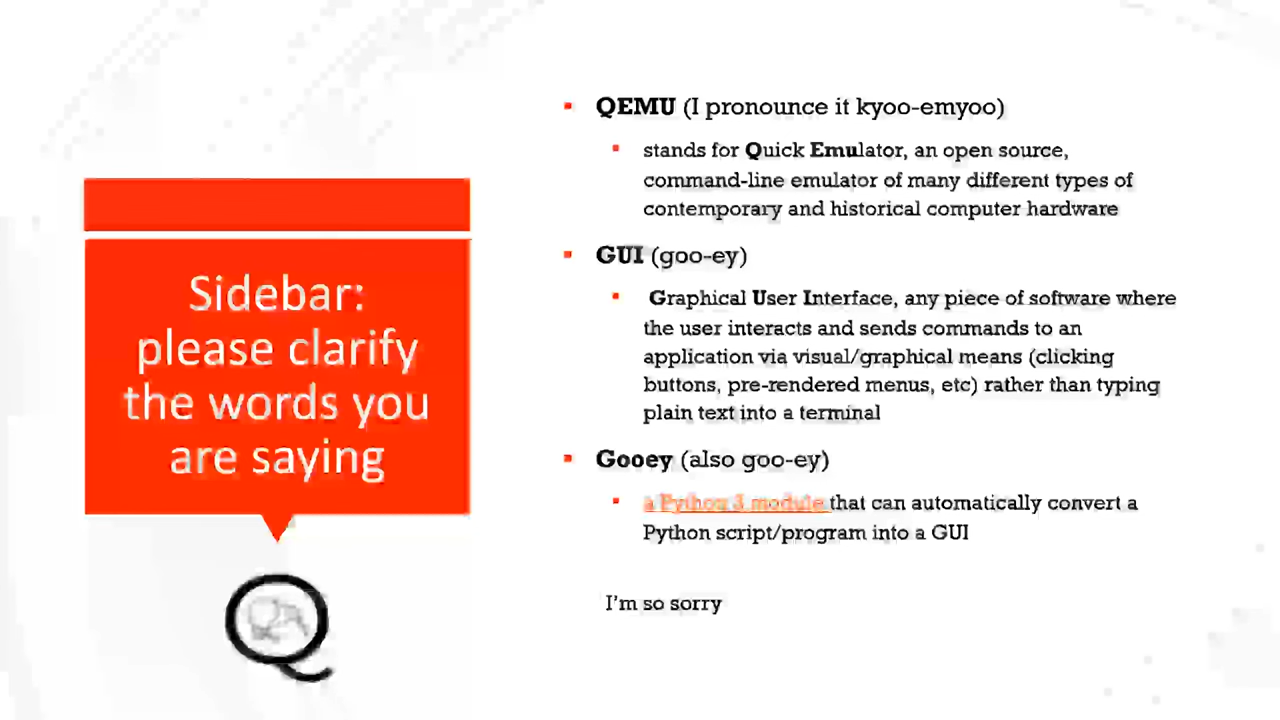 Sidebar:
please clarify
the words you
are saying
QEMU (I pronounce it kyoo-emyoo)
stands for Quick Emulator, an open source,
command-line emulator of many different types of
contemporary and historical computer hardware
GUI (goo-ey)
Graphical User Interface, any piece of software where
the user interacts and sends commands to an
application via visual/graphical means (clicking
buttons, pre-rendered menus, etc) rather than typing
plain text into a terminal
Gooey (also goo-ey)
a Python 3 module that can automatically convert a
Python script/program into a GUI
I'm so sorry